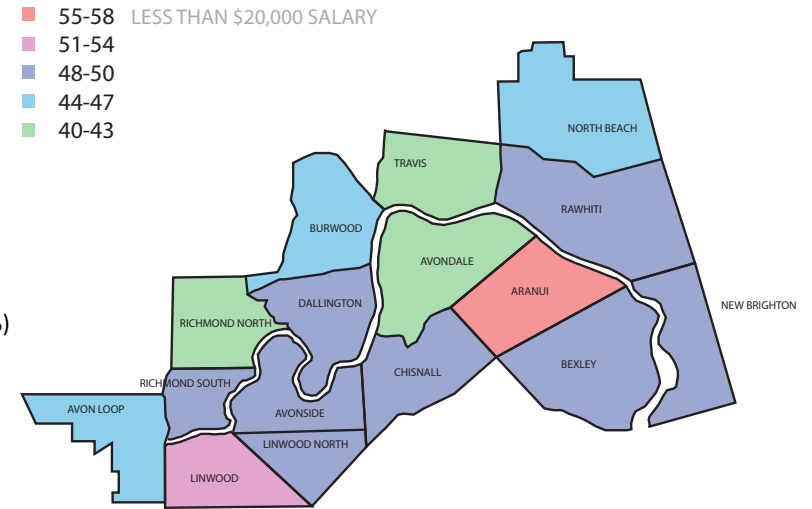 55-58 LESS THAN $20,000 SALARY
51-54
48-50
44-47
40-43
NORTH BEACH
TRAVIS
RAWHITI
BURWOOD
AVONDALE
ARANUI
DALLINGTON
NEW BRIGHTON
RICHMOND NORTH
)
BEXLEY
CHISNALL
RICHMOND SOUTH
AVON LOOP
AVONSIDE
LINWOOD NORTH
LINWOOD